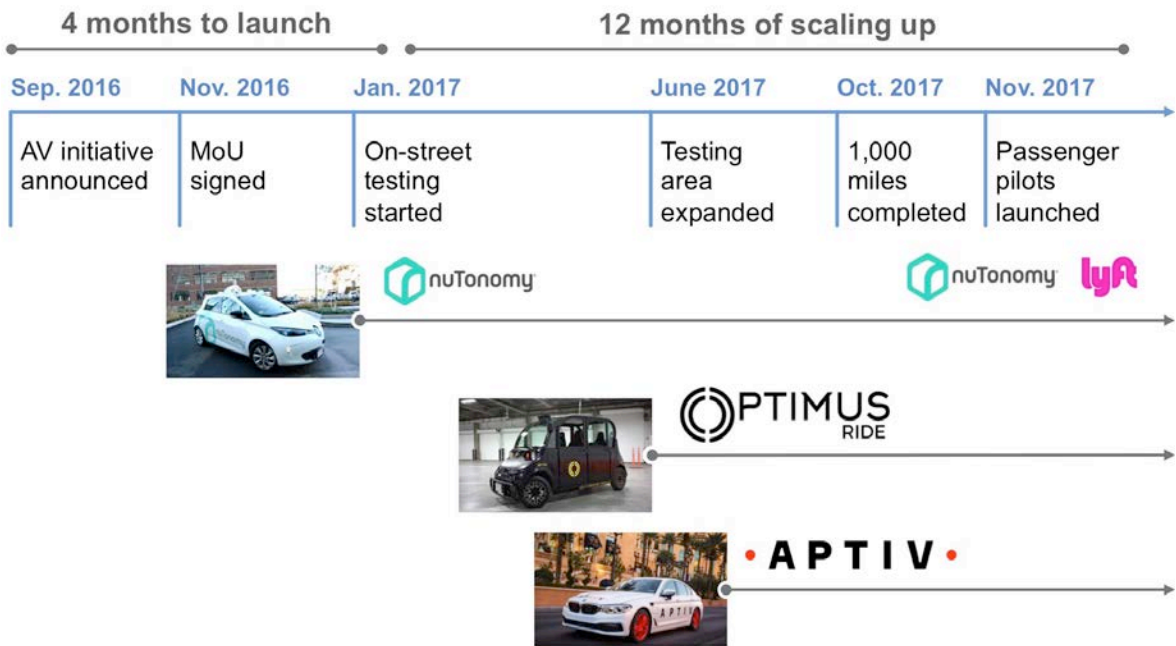 4 months to launch
12 months of scaling up
Sep. 2016
Nov. 2016
Jan. 2017
June 2017
Oct. 2017
Nov. 2017
AV initiative
announced
MoU
signed
On-street
testing
started
Testing
area
expanded
1,000
miles
completed
Passenger
pilots
launched
nuTonomy
nuTonomy
lyft
nuTonomy
OPTIMUS
RIDE
• APTIV •
APTIV